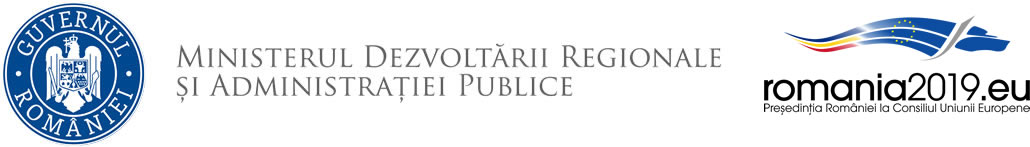 GUVERNUL
ROMÂNIEI
MINISTERUL DEZVOLTĂRII REGIONALE
ȘI ADMINISTRAȚIEI PUBLICE
romania2019.eu
Președinția României la Consiliul Uniunii Europene